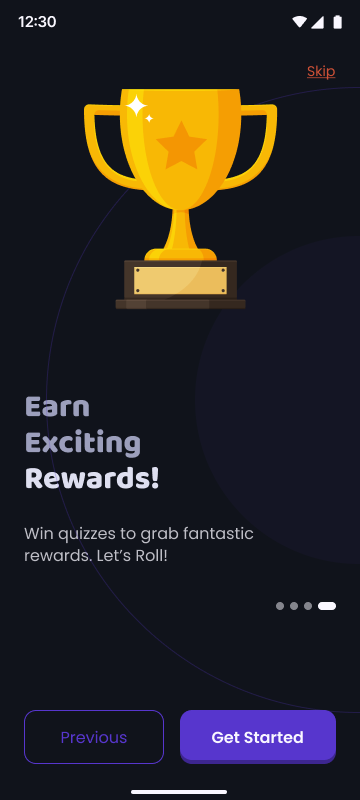 12:30
Skip
Earn
Exciting
Rewards!
Win quizzes to grab fantastic
rewards. Let’s Roll!
Previous
Get Started